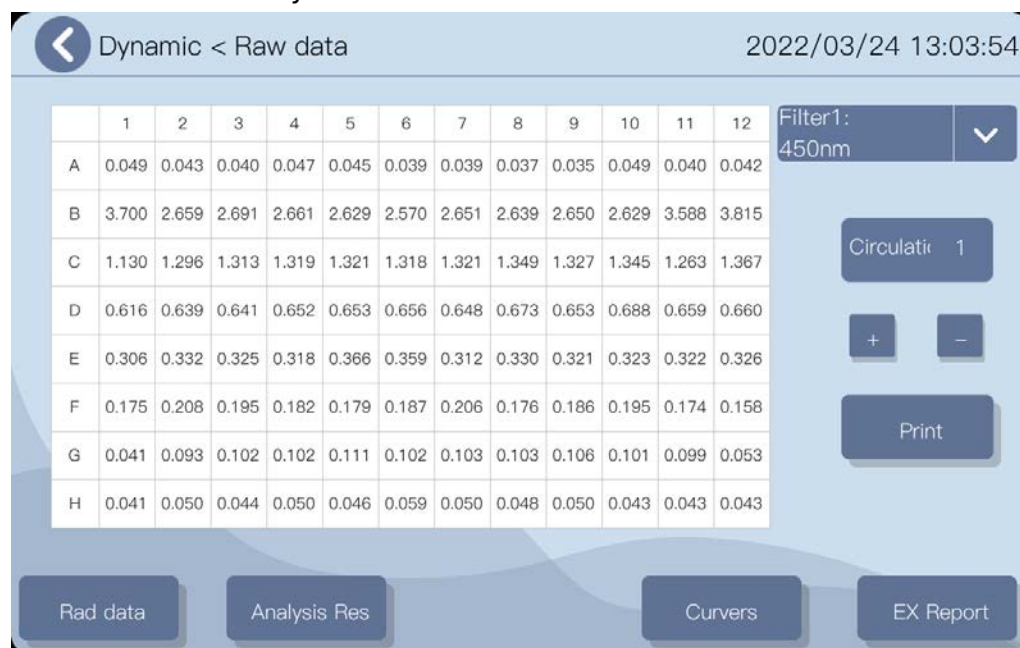 Dynamic < Raw data 2022/03/24 13:03:54
1 2 3 4 5 6 7 8 9 10 11 12
A 0.049 0.043 0.040 0.047 0.045 0.039 0.039 0.037 0.035 0.049 0.040 0.042
B 3.700 2.659 2.691 2.661 2.629 2.570 2.651 2.639 2.650 2.629 3.588 3.815
C 1.130 1.296 1.313 1.319 1.321 1.318 1.321 1.349 1.327 1.345 1.263 1.367
D 0.616 0.639 0.641 0.652 0.653 0.656 0.648 0.673 0.653 0.688 0.659 0.660
E 0.306 0.332 0.325 0.318 0.366 0.359 0.312 0.330 0.321 0.323 0.322 0.326
F 0.175 0.208 0.195 0.182 0.179 0.187 0.206 0.176 0.186 0.195 0.174 0.158
G 0.041 0.093 0.102 0.102 0.111 0.102 0.103 0.103 0.106 0.101 0.099 0.053
H 0.041 0.050 0.044 0.050 0.046 0.059 0.050 0.048 0.050 0.043 0.043 0.043
Filter1:
450nm
Circulati 1
+ −
Print
Rad data Analysis Res Curvers EX Report